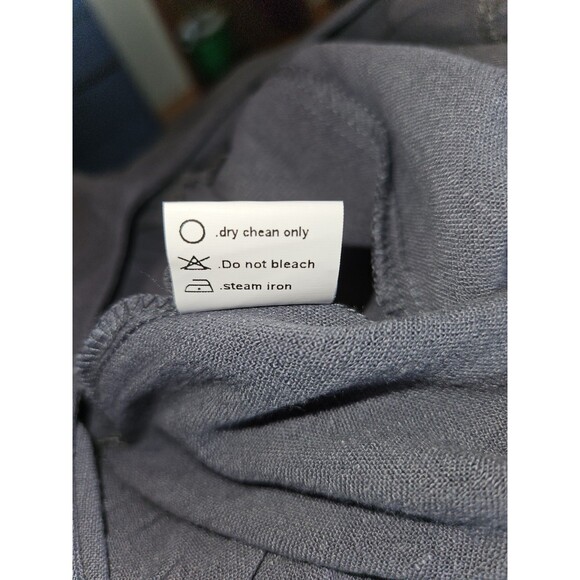 .dry chean only
.Do not bleach
.steam iron